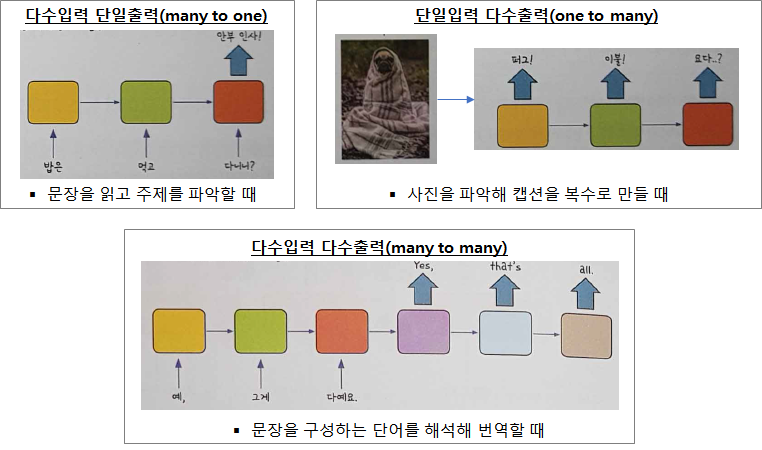 다수입력 단일출력(many to one)
안부 인사!
밥은 먹고 다니니?
▪ 문장을 읽고 주제를 파악할 때
단일입력 다수출력(one to many)
퍼그! 이불! 요다..?
▪ 사진을 파악해 캡션을 복수로 만들 때
다수입력 다수출력(many to many)
Yes, that's all.
예, 그게 다예요.
▪ 문장을 구성하는 단어를 해석해 번역할 때